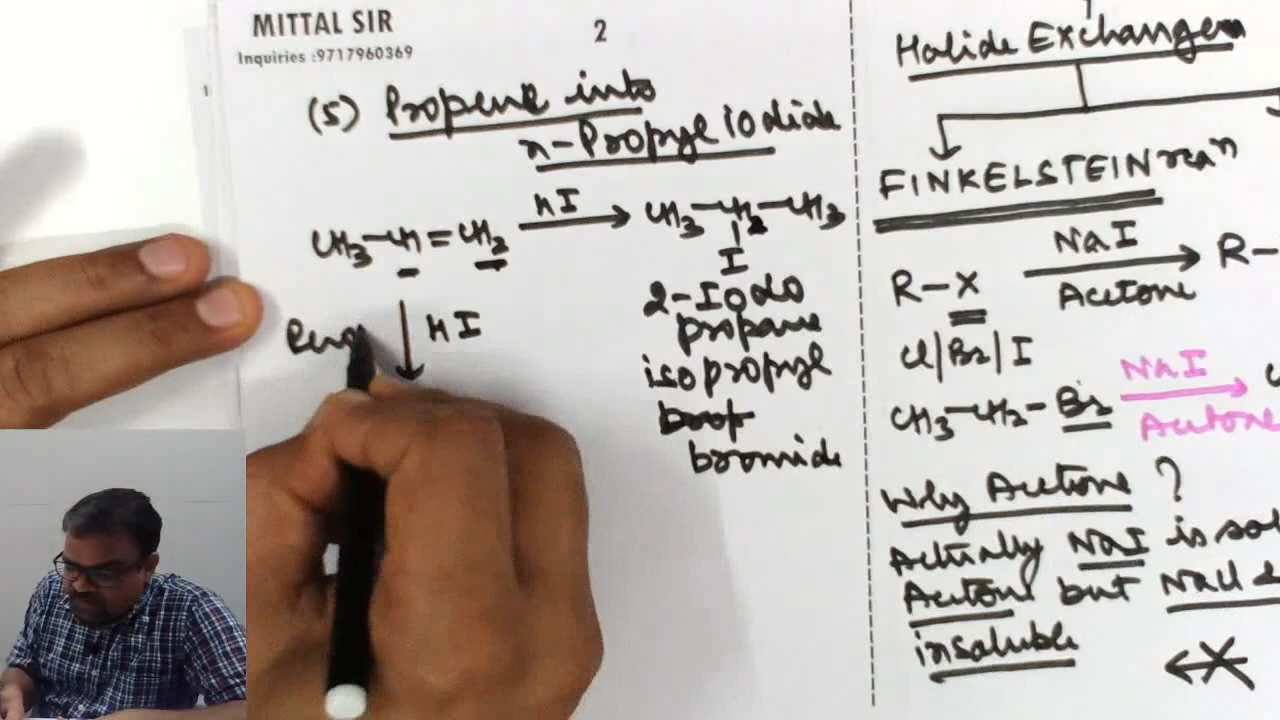 MITTAL SIR
Inquiries :9717960369
2
(5) Propene into
n-Propyl iodide
CH3-CH=CH2 HI CH3-CH2-CH3
I
HI
2-Iodo
propane
isopropyl
bromide
Halide Exchange
FINKELSTEIN reaⁿ
R-X NaI Acetone R-
Cl/Br/I
CH3-CH2-Br NaI Acetone
Why Acetone ?
Actually NaI is sol
Acetone but NaCl
insoluble